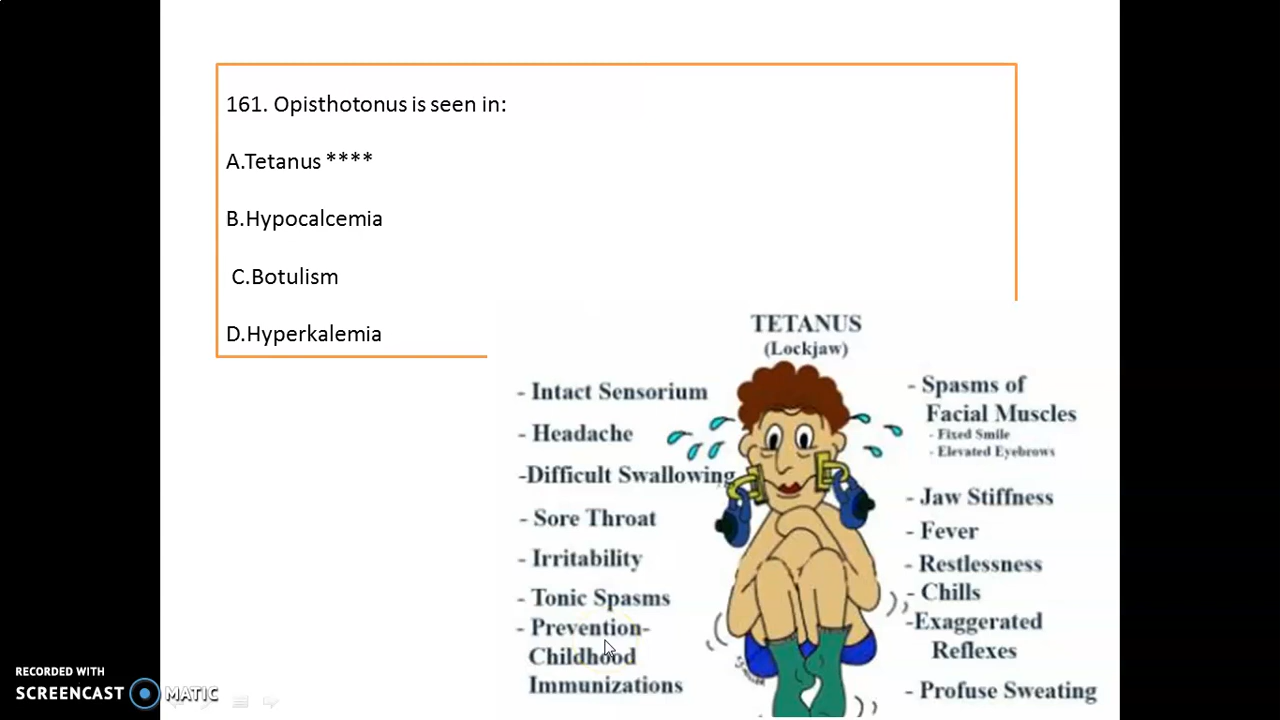 161. Opisthotonus is seen in:
A.Tetanus ****
B.Hypocalcemia
C.Botulism
D.Hyperkalemia
TETANUS
(Lockjaw)
- Intact Sensorium
- Headache
-Difficult Swallowing
- Sore Throat
- Irritability
- Tonic Spasms
- Prevention-
Childhood
Immunizations
- Spasms of
Facial Muscles
- Fixed Smile
- Elevated Eyebrows
- Jaw Stiffness
- Fever
- Restlessness
- Chills
-Exaggerated
Reflexes
- Profuse Sweating
RECORDED WITH
SCREENCAST MATIC